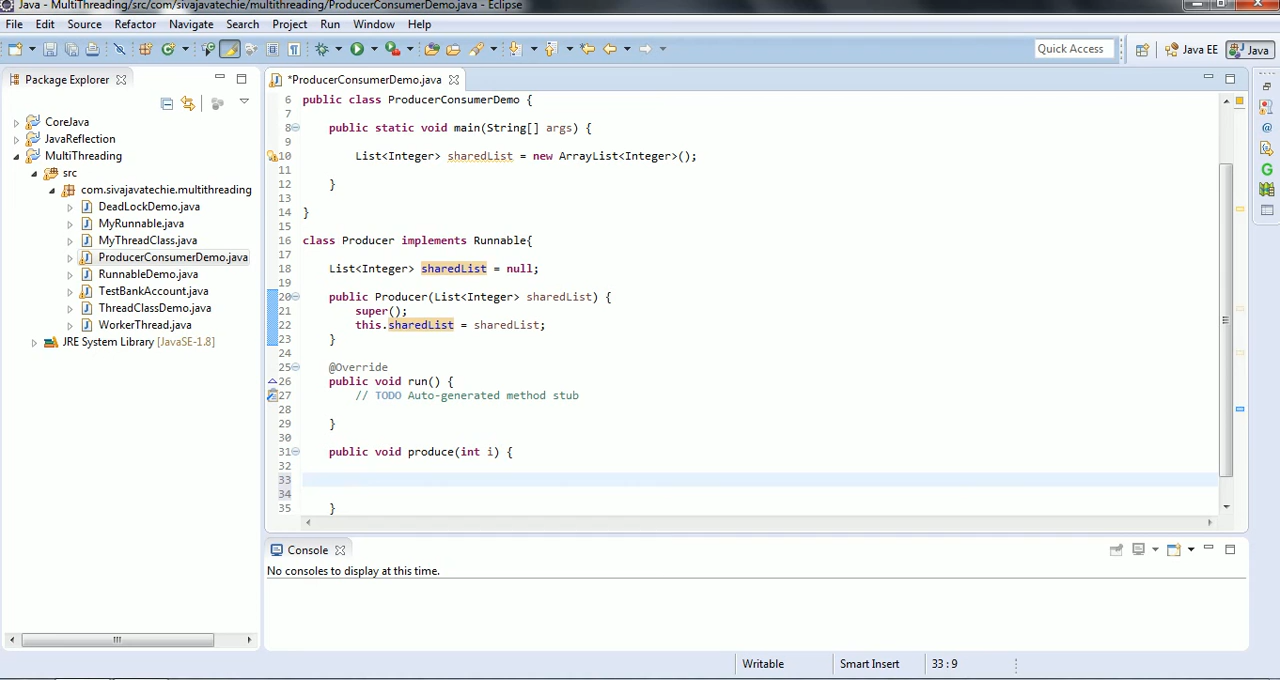 Java - MultiThreading/src/com/sivajavatechie/multithreading/ProducerConsumerDemo.java - Eclipse
File Edit Source Refactor Navigate Search Project Run Window Help
Quick Access Java EE Java
Package Explorer
CoreJava
JavaReflection
MultiThreading
src
com.sivajavatechie.multithreading
DeadLockDemo.java
MyRunnable.java
MyThreadClass.java
ProducerConsumerDemo.java
RunnableDemo.java
TestBankAccount.java
ThreadClassDemo.java
WorkerThread.java
JRE System Library [JavaSE-1.8]
*ProducerConsumerDemo.java
6 public class ProducerConsumerDemo {
7
8 public static void main(String[] args) {
9
10 List<Integer> sharedList = new ArrayList<Integer>();
11
12 }
13
14 }
15
16 class Producer implements Runnable{
17
18 List<Integer> sharedList = null;
19
20 public Producer(List<Integer> sharedList) {
21 super();
22 this.sharedList = sharedList;
23 }
24
25 @Override
26 public void run() {
27 // TODO Auto-generated method stub
28
29 }
30
31 public void produce(int i) {
32
33
34
35 }
Console
No consoles to display at this time.
Writable Smart Insert 33 : 9